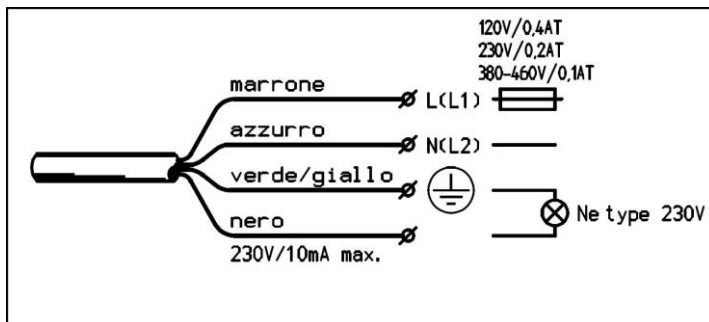 120V/0,4AT
230V/0,2AT
380-460V/0,1AT
marrone
L(L1)
azzurro
N(L2)
verde/giallo
nero
Ne type 230V
230V/10mA max.